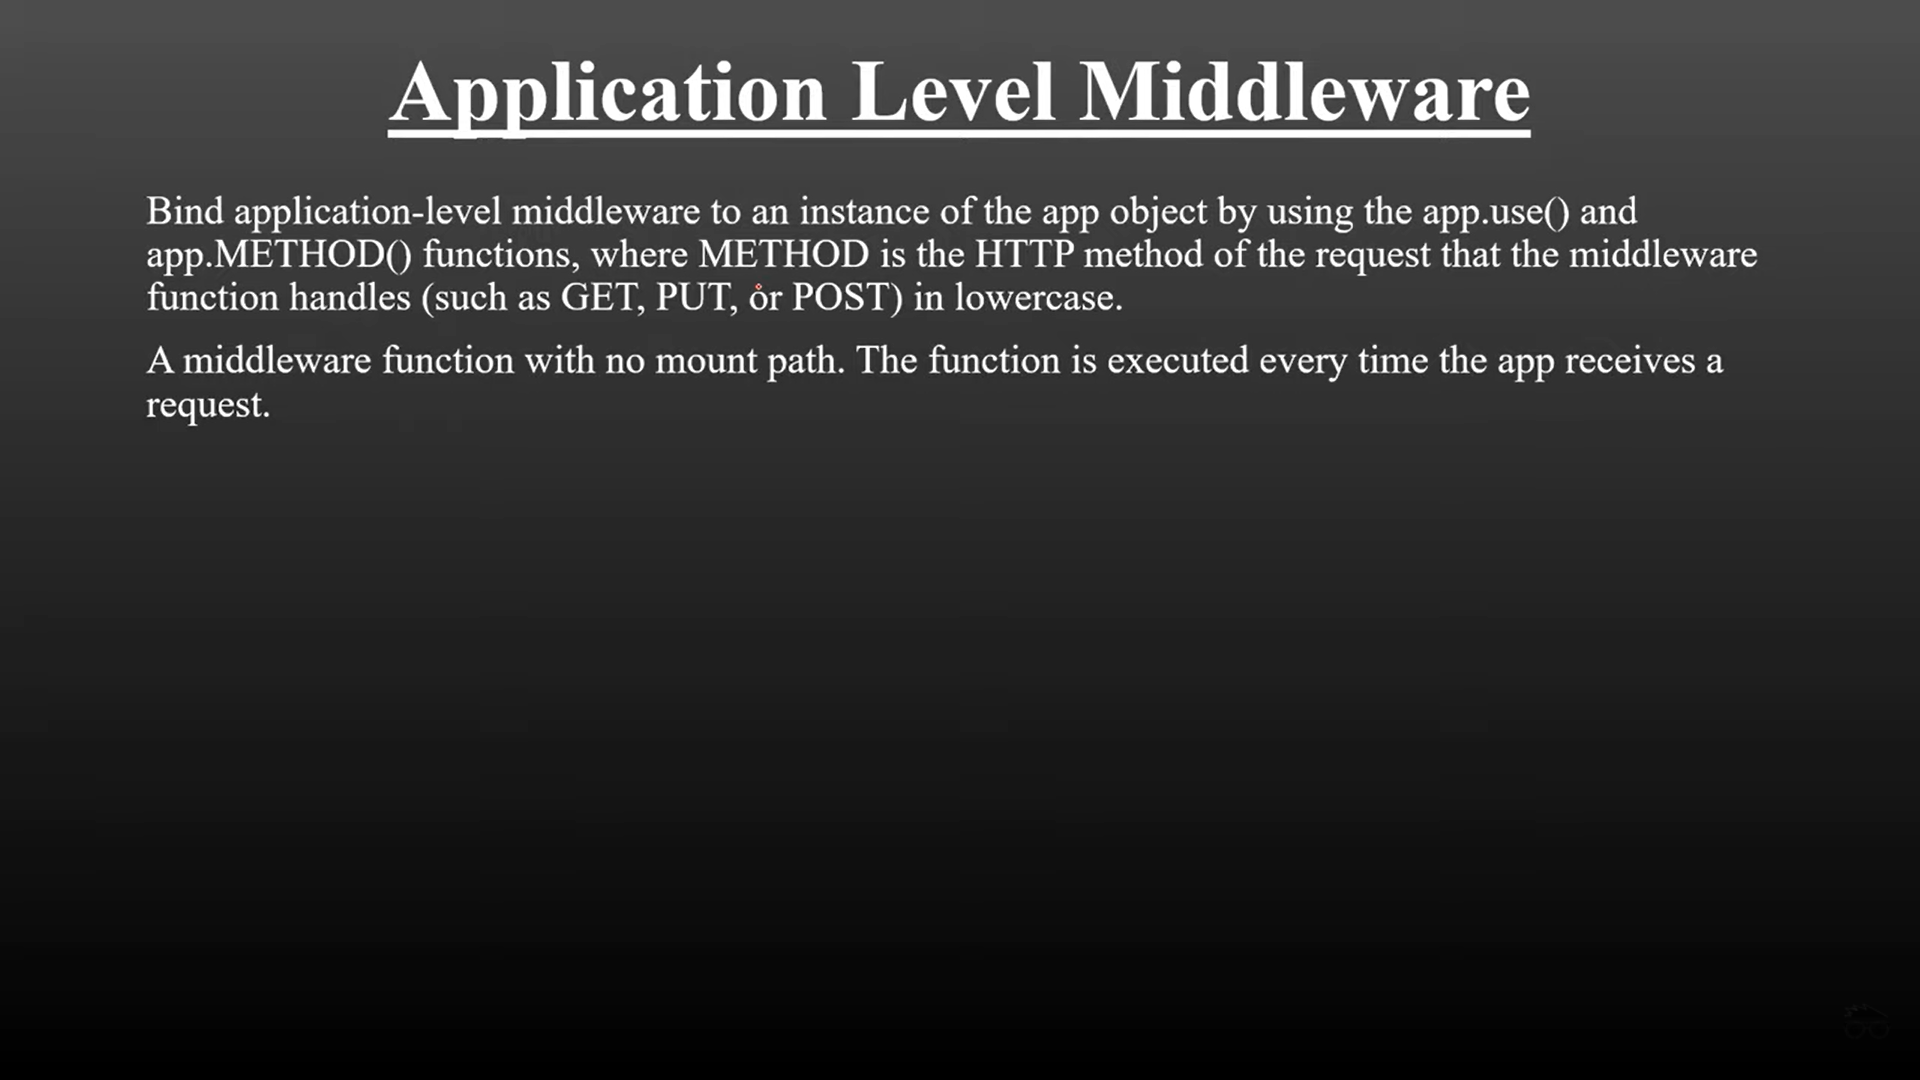 Application Level Middleware
Bind application-level middleware to an instance of the app object by using the app.use() and
app.METHOD() functions, where METHOD is the HTTP method of the request that the middleware
function handles (such as GET, PUT, or POST) in lowercase.
A middleware function with no mount path. The function is executed every time the app receives a
request.